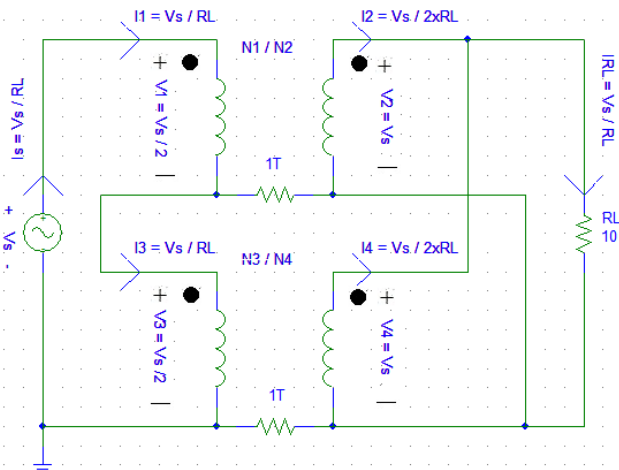 I1 = Vs / RL
I2 = Vs / 2xRL
N1 / N2
Is = Vs / RL
+
V1 = Vs / 2
—
+
V2 = Vs
—
IRL = Vs / RL
1T
+
Vs
-
RL
10
I3 = Vs / RL
N3 / N4
I4 = Vs / 2xRL
+
V3 = Vs /2
—
+
V4 = Vs
—
1T